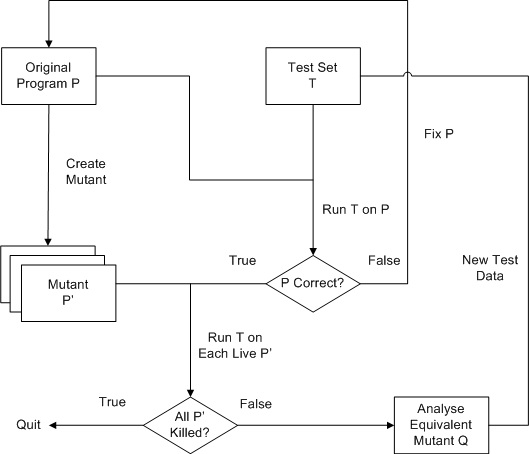 Original
Program P
Test Set
T
Fix P
Create
Mutant
Run T on P
True
False
New Test
Data
P Correct?
Mutant
P'
Run T on
Each Live P'
True
False
Quit
All P'
Killed?
Analyse
Equivalent
Mutant Q